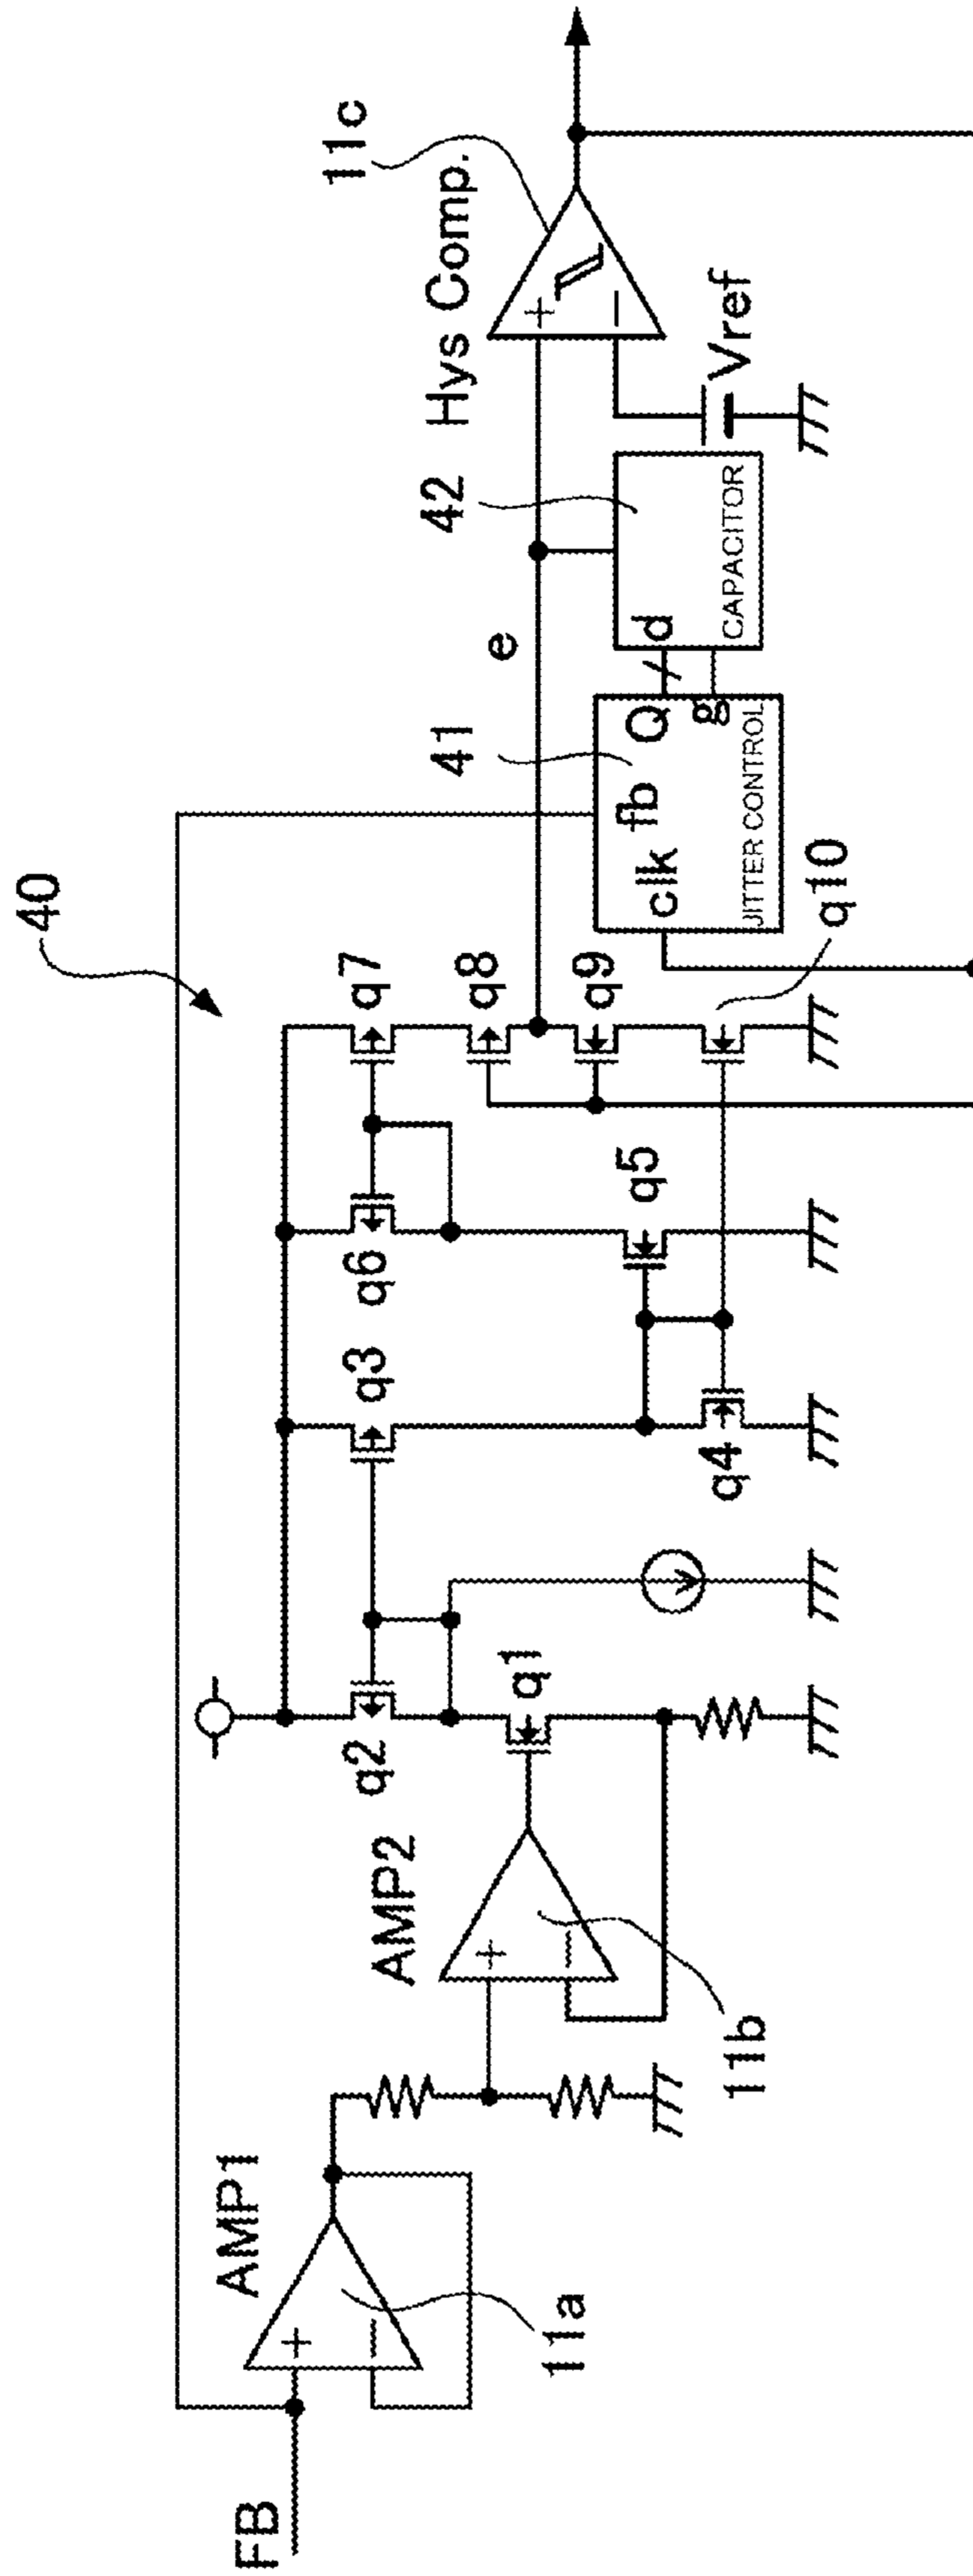 40
FB
AMP1
11a
AMP2
11b
q2
q1
q3
q4
q6
q5
q7
q8
q9
q10
41
clk
fb
Q
g
JITTER CONTROL
e
42
d
CAPACITOR
Hys Comp.
11c
Vref